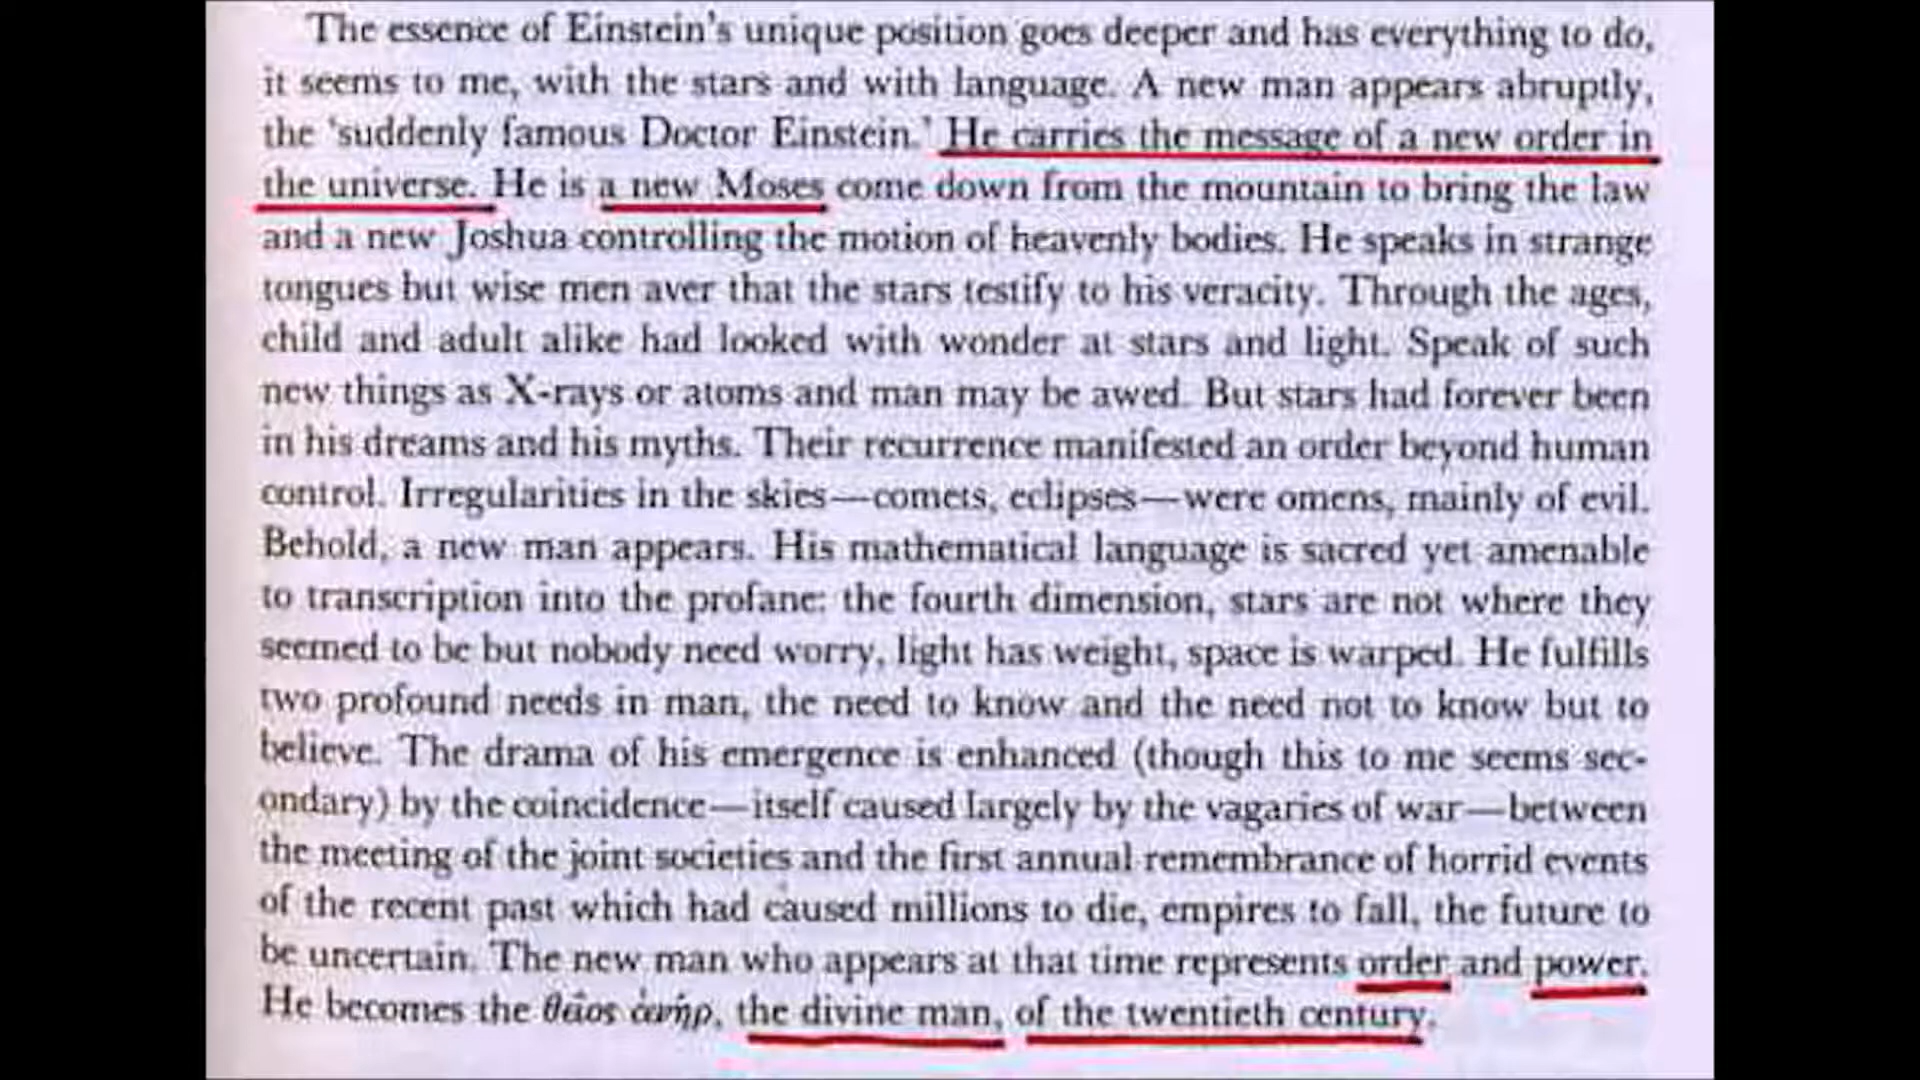 The essence of Einstein's unique position goes deeper and has everything to do,
it seems to me, with the stars and with language. A new man appears abruptly,
the 'suddenly famous Doctor Einstein.' He carries the message of a new order in
the universe. He is a new Moses come down from the mountain to bring the law
and a new Joshua controlling the motion of heavenly bodies. He speaks in strange
tongues but wise men aver that the stars testify to his veracity. Through the ages,
child and adult alike had looked with wonder at stars and light. Speak of such
new things as X-rays or atoms and man may be awed. But stars had forever been
in his dreams and his myths. Their recurrence manifested an order beyond human
control. Irregularities in the skies—comets, eclipses—were omens, mainly of evil.
Behold, a new man appears. His mathematical language is sacred yet amenable
to transcription into the profane: the fourth dimension, stars are not where they
seemed to be but nobody need worry, light has weight, space is warped. He fulfills
two profound needs in man, the need to know and the need not to know but to
believe. The drama of his emergence is enhanced (though this to me seems sec-
ondary) by the coincidence—itself caused largely by the vagaries of war—between
the meeting of the joint societies and the first annual remembrance of horrid events
of the recent past which had caused millions to die, empires to fall, the future to
be uncertain. The new man who appears at that time represents order and power.
He becomes the θεῖος ἀνήρ, the divine man, of the twentieth century.